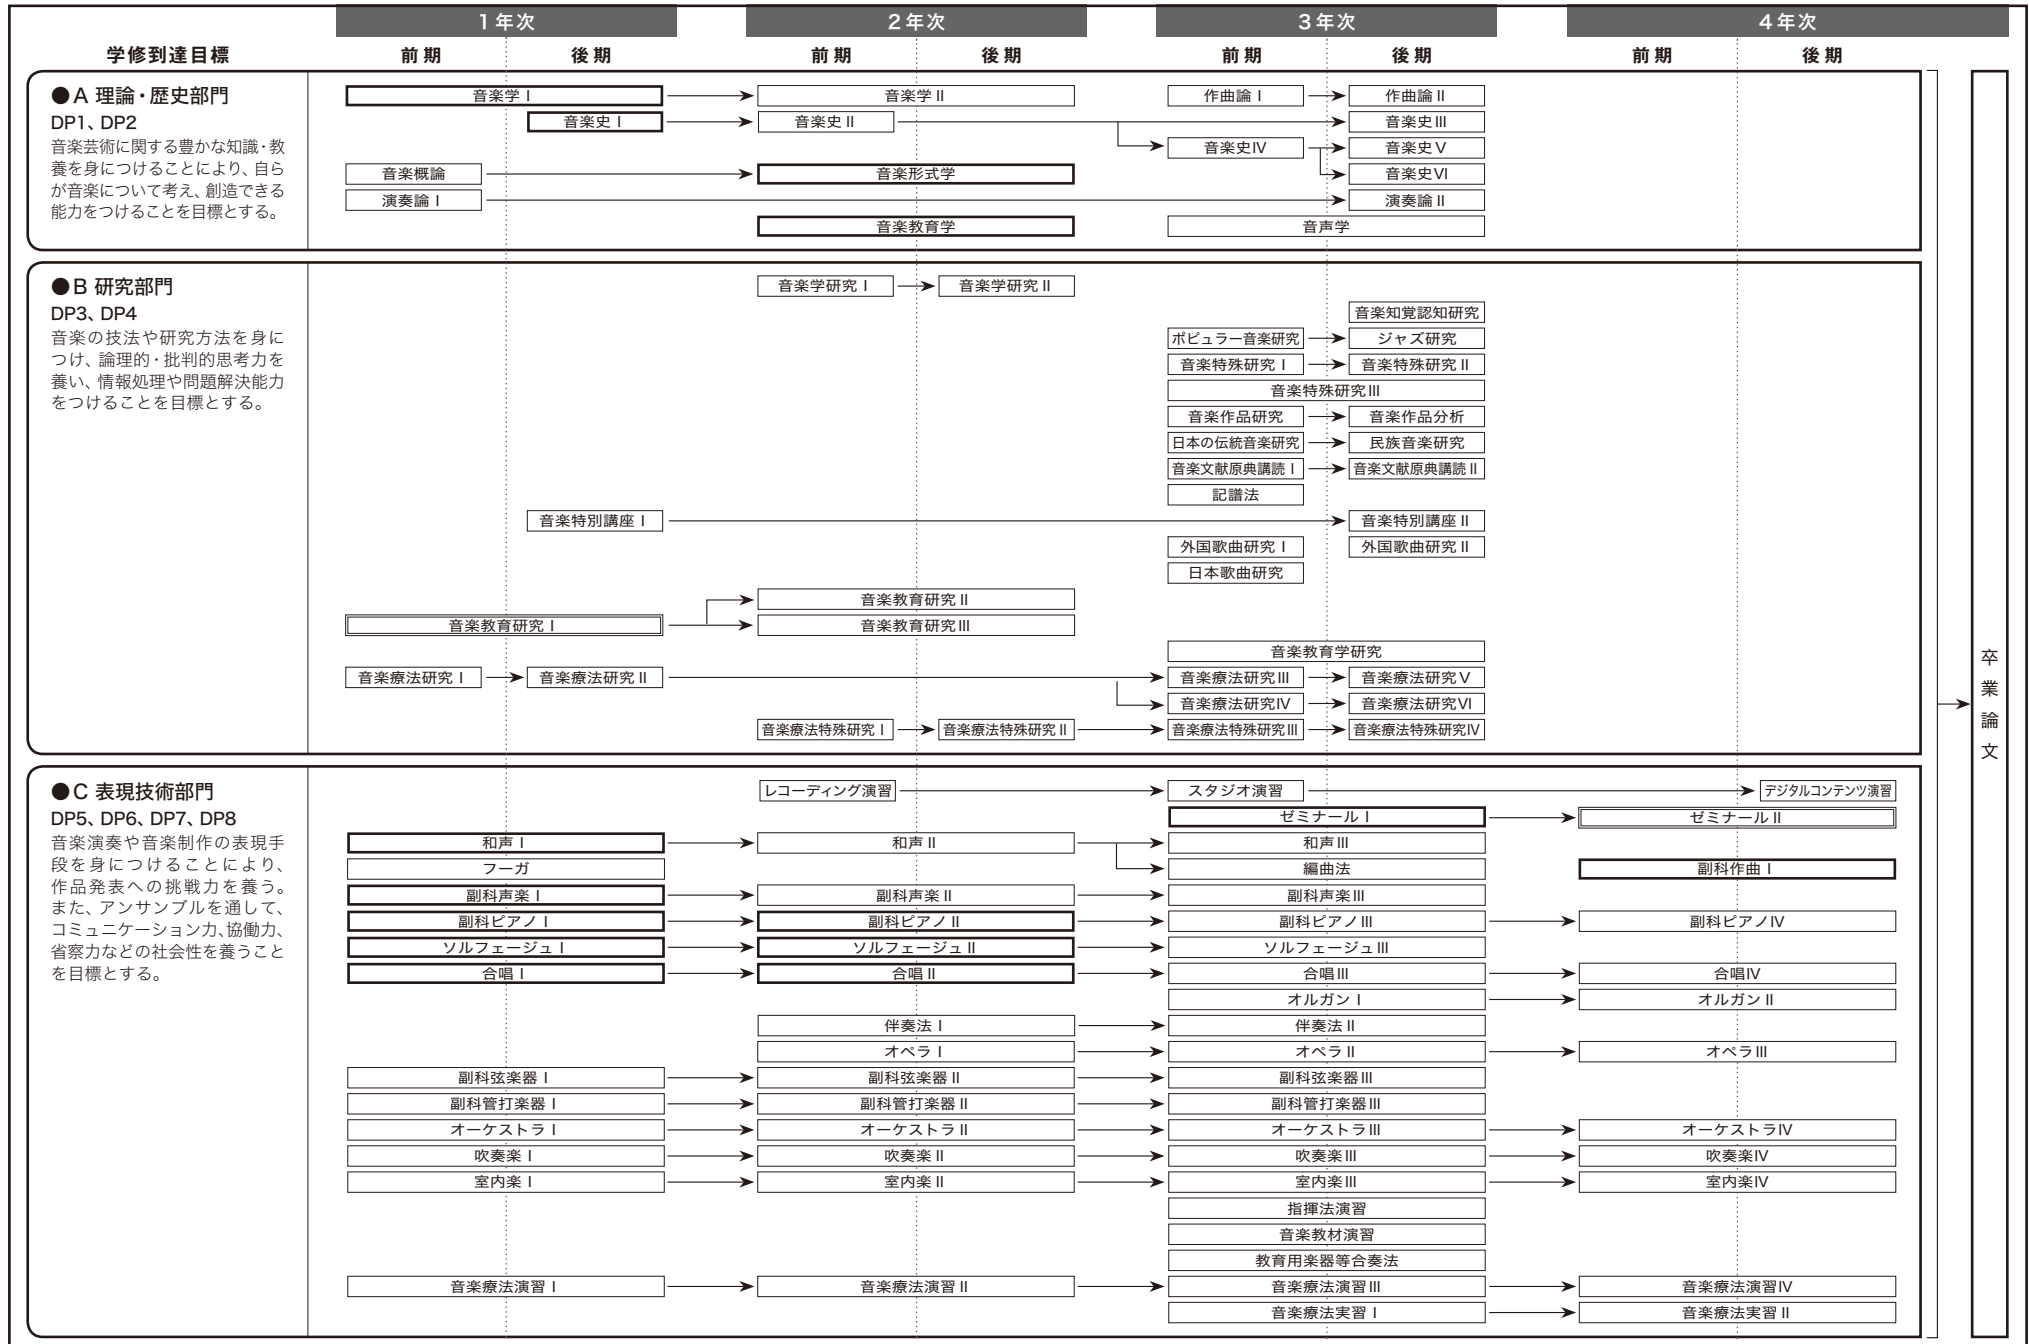 1年次 2年次 3年次 4年次
学修到達目標 前期 後期 前期 後期 前期 後期 前期 後期
●A 理論・歴史部門
DP1、DP2
音楽芸術に関する豊かな知識・教
養を身につけることにより、自ら
が音楽について考え、創造できる
能力をつけることを目標とする。
音楽学Ⅰ 音楽学Ⅱ 作曲論Ⅰ 作曲論Ⅱ
音楽史Ⅰ 音楽史Ⅱ 音楽史Ⅲ
音楽史Ⅳ 音楽史Ⅴ
音楽概論 音楽形式学 音楽史Ⅵ
演奏論Ⅰ 演奏論Ⅱ
音楽教育学 音声学
●B 研究部門
DP3、DP4
音楽の技法や研究方法を身に
つけ、論理的・批判的思考力を
養い、情報処理や問題解決能力
をつけることを目標とする。
音楽学研究Ⅰ 音楽学研究Ⅱ
音楽知覚認知研究
ポピュラー音楽研究 ジャズ研究
音楽特殊研究Ⅰ 音楽特殊研究Ⅱ
音楽特殊研究Ⅲ
音楽作品研究 音楽作品分析
日本の伝統音楽研究 民族音楽研究
音楽文献原典講読Ⅰ 音楽文献原典講読Ⅱ
記譜法
音楽特別講座Ⅰ 音楽特別講座Ⅱ
外国歌曲研究Ⅰ 外国歌曲研究Ⅱ
日本歌曲研究
音楽教育研究Ⅱ
音楽教育研究Ⅰ 音楽教育研究Ⅲ
音楽教育学研究
音楽療法研究Ⅰ 音楽療法研究Ⅱ 音楽療法研究Ⅲ 音楽療法研究Ⅴ
音楽療法研究Ⅳ 音楽療法研究Ⅵ
音楽療法特殊研究Ⅰ 音楽療法特殊研究Ⅱ 音楽療法特殊研究Ⅲ 音楽療法特殊研究Ⅳ
●C 表現技術部門
DP5、DP6、DP7、DP8
音楽演奏や音楽制作の表現手
段を身につけることにより、
作品発表への挑戦力を養う。
また、アンサンブルを通して、
コミュニケーション力、協働力、
省察力などの社会性を養うこと
を目標とする。
レコーディング演習 スタジオ演習 デジタルコンテンツ演習
ゼミナールⅠ ゼミナールⅡ
和声Ⅰ 和声Ⅱ 和声Ⅲ
フーガ 編曲法 副科作曲Ⅰ
副科声楽Ⅰ 副科声楽Ⅱ 副科声楽Ⅲ
副科ピアノⅠ 副科ピアノⅡ 副科ピアノⅢ 副科ピアノⅣ
ソルフェージュⅠ ソルフェージュⅡ ソルフェージュⅢ
合唱Ⅰ 合唱Ⅱ 合唱Ⅲ 合唱Ⅳ
オルガンⅠ オルガンⅡ
伴奏法Ⅰ 伴奏法Ⅱ
オペラⅠ オペラⅡ オペラⅢ
副科弦楽器Ⅰ 副科弦楽器Ⅱ 副科弦楽器Ⅲ
副科管打楽器Ⅰ 副科管打楽器Ⅱ 副科管打楽器Ⅲ
オーケストラⅠ オーケストラⅡ オーケストラⅢ オーケストラⅣ
吹奏楽Ⅰ 吹奏楽Ⅱ 吹奏楽Ⅲ 吹奏楽Ⅳ
室内楽Ⅰ 室内楽Ⅱ 室内楽Ⅲ 室内楽Ⅳ
指揮法演習
音楽教材演習
教育用楽器等合奏法
音楽療法演習Ⅰ 音楽療法演習Ⅱ 音楽療法演習Ⅲ 音楽療法演習Ⅳ
音楽療法実習Ⅰ 音楽療法実習Ⅱ
卒業論文